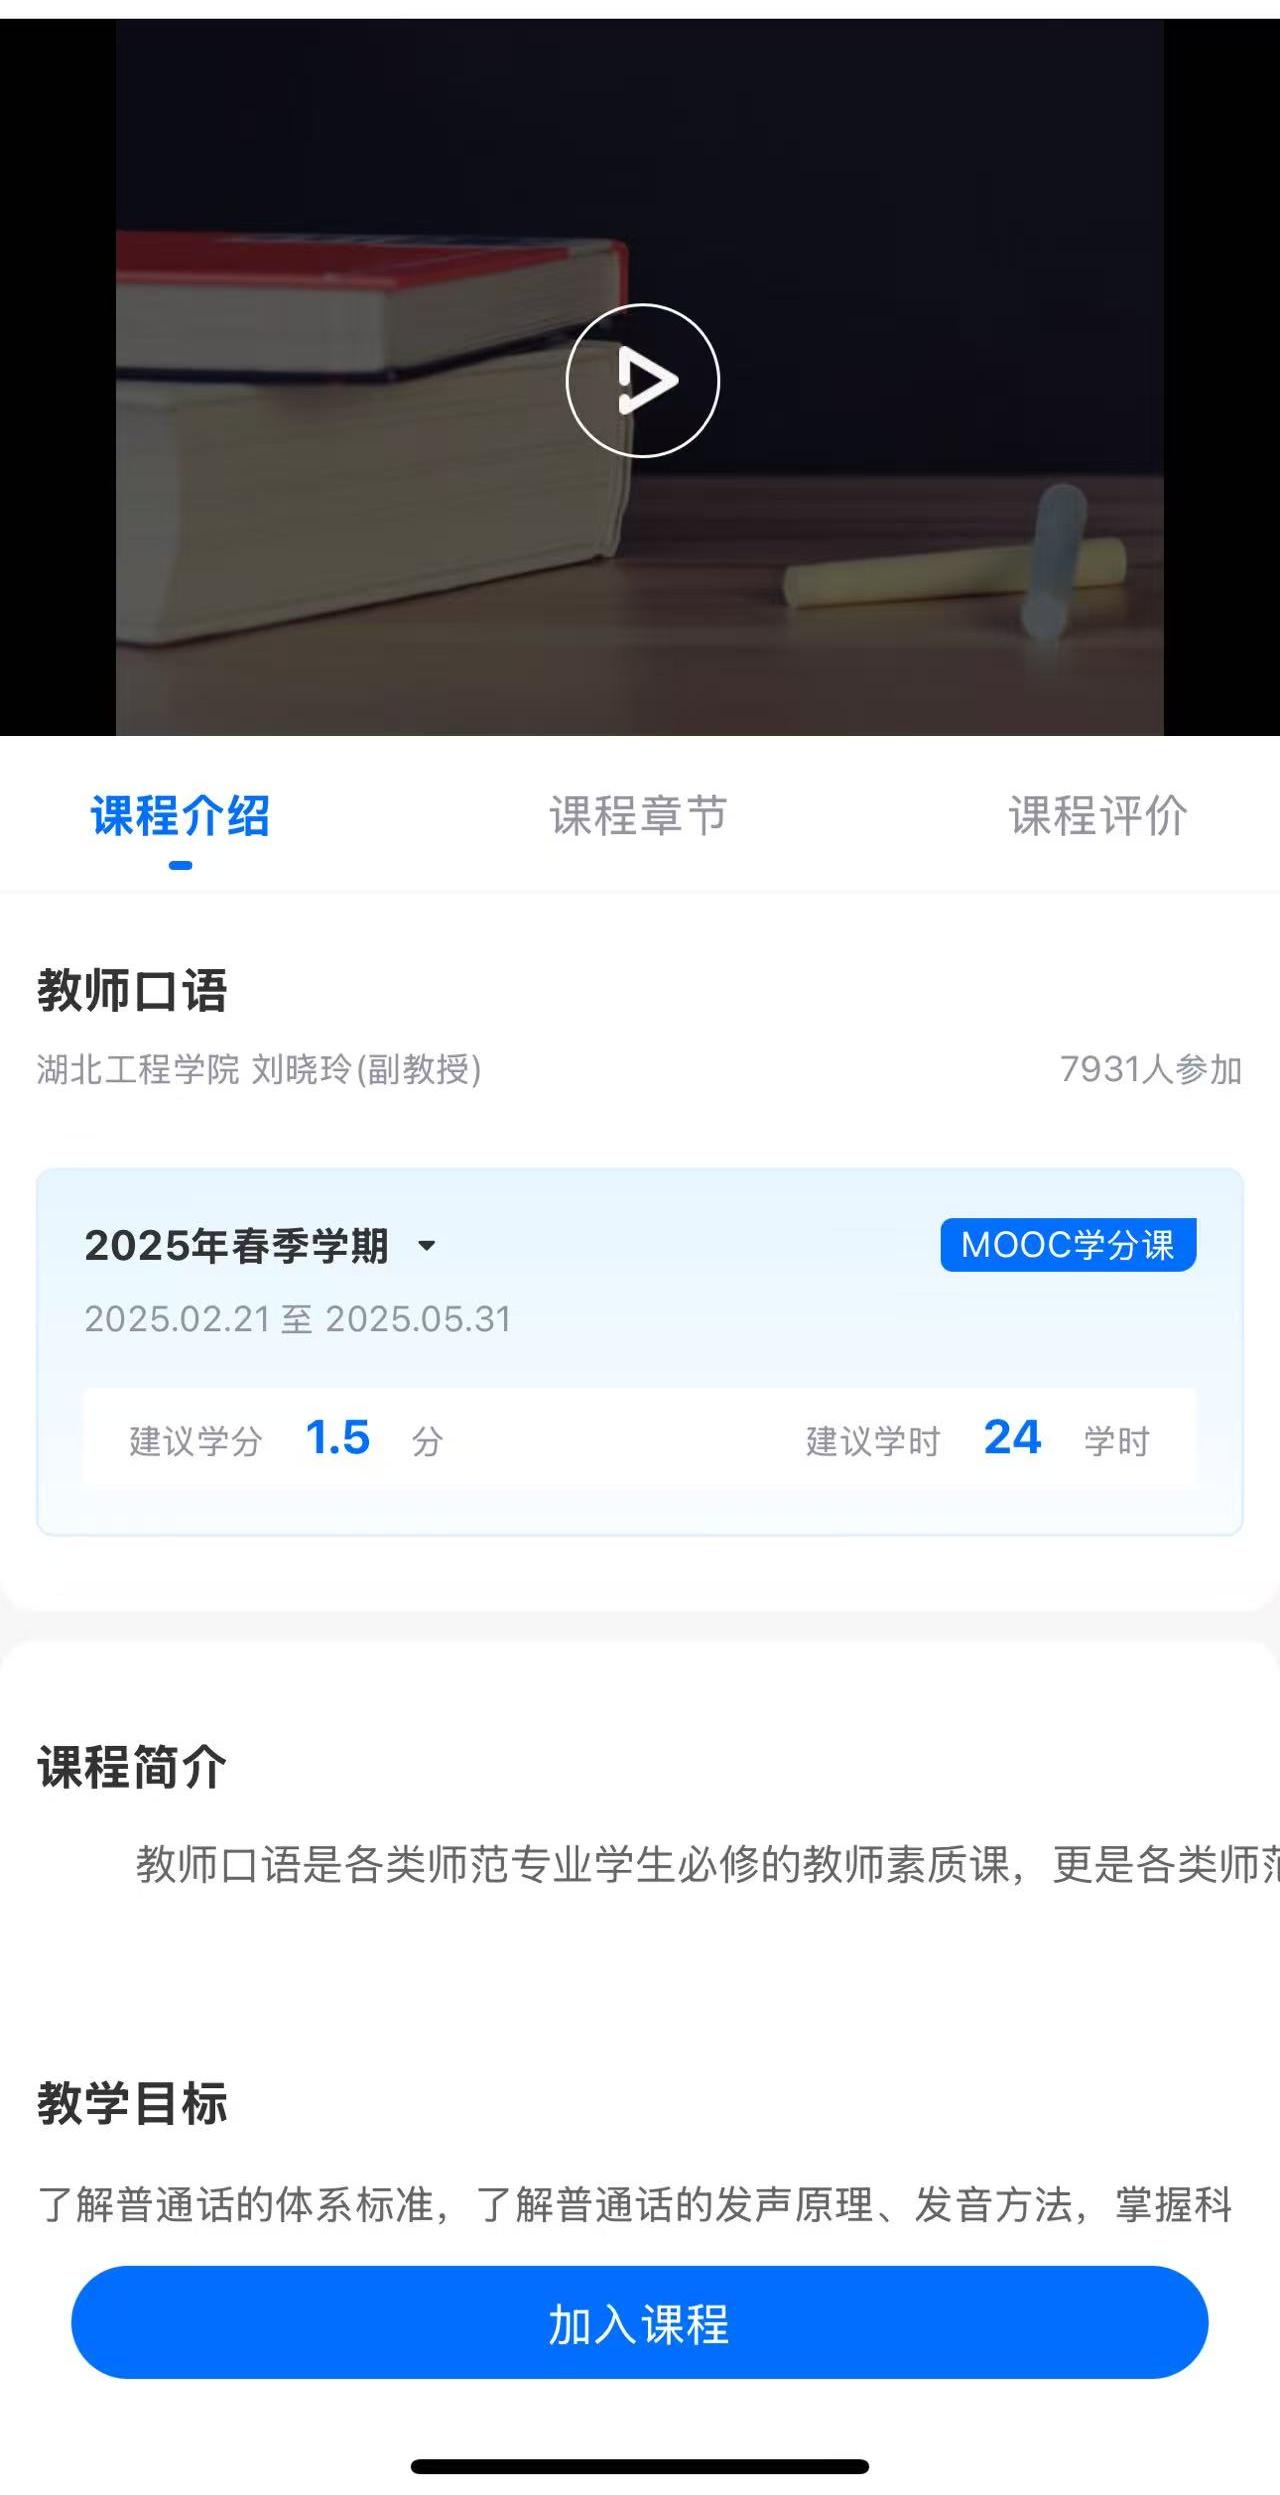 课程介绍 课程章节 课程评价
教师口语
湖北工程学院 刘晓玲(副教授) 7931人参加
2025年春季学期 MOOC学分课
2025.02.21 至 2025.05.31
建议学分 1.5 分 建议学时 24 学时
课程简介
教师口语是各类师范专业学生必修的教师素质课，更是各类师范
教学目标
了解普通话的体系标准，了解普通话的发声原理、发音方法，掌握科
加入课程